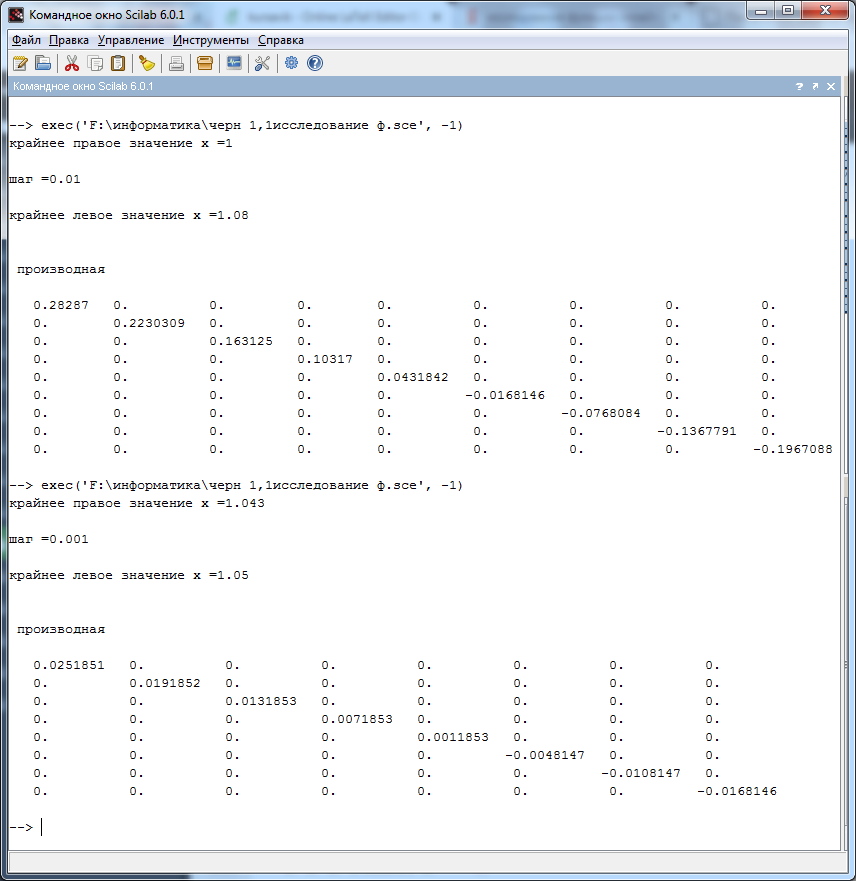 Командное окно Scilab 6.0.1
Файл Правка Управление Инструменты Справка
Командное окно Scilab 6.0.1
--> exec('F:\информатика\черн 1,1исследование ф.sce', -1)
крайнее правое значение x =1
шаг =0.01
крайнее левое значение x =1.08
производная
0.28287 0. 0. 0. 0. 0. 0. 0. 0.
0. 0.2230309 0. 0. 0. 0. 0. 0. 0.
0. 0. 0.163125 0. 0. 0. 0. 0. 0.
0. 0. 0. 0.10317 0. 0. 0. 0. 0.
0. 0. 0. 0. 0.0431842 0. 0. 0. 0.
0. 0. 0. 0. 0. -0.0168146 0. 0. 0.
0. 0. 0. 0. 0. 0. -0.0768084 0. 0.
0. 0. 0. 0. 0. 0. 0. -0.1367791 0.
0. 0. 0. 0. 0. 0. 0. 0. -0.1967088
--> exec('F:\информатика\черн 1,1исследование ф.sce', -1)
крайнее правое значение x =1.043
шаг =0.001
крайнее левое значение x =1.05
производная
0.0251851 0. 0. 0. 0. 0. 0. 0.
0. 0.0191852 0. 0. 0. 0. 0. 0.
0. 0. 0.0131853 0. 0. 0. 0. 0.
0. 0. 0. 0.0071853 0. 0. 0. 0.
0. 0. 0. 0. 0.0011853 0. 0. 0.
0. 0. 0. 0. 0. -0.0048147 0. 0.
0. 0. 0. 0. 0. 0. -0.0108147 0.
0. 0. 0. 0. 0. 0. 0. -0.0168146
-->